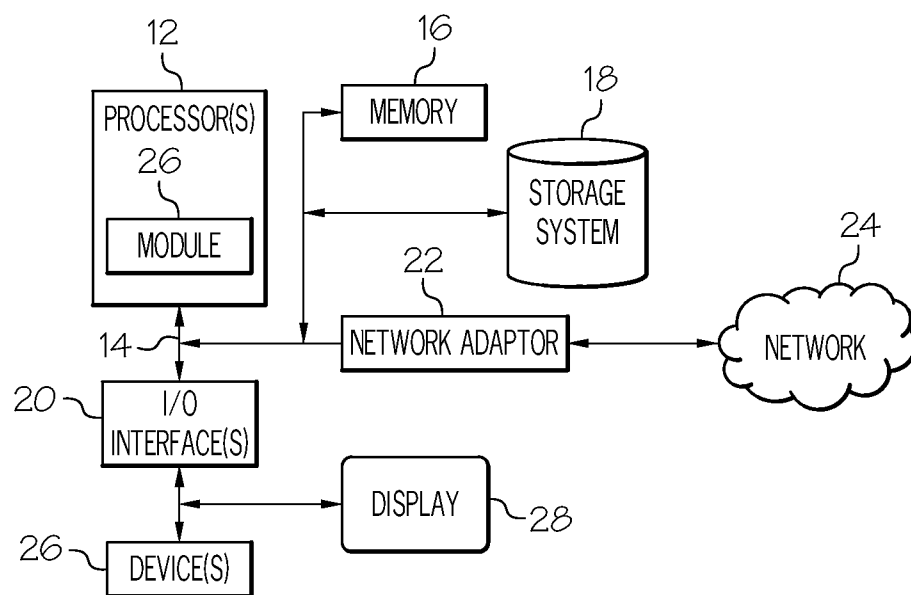 12
PROCESSOR(S)
26
MODULE
16
MEMORY
18
STORAGE
SYSTEM
22
NETWORK ADAPTOR
24
NETWORK
14
20
I/O
INTERFACE(S)
DISPLAY
28
26
DEVICE(S)